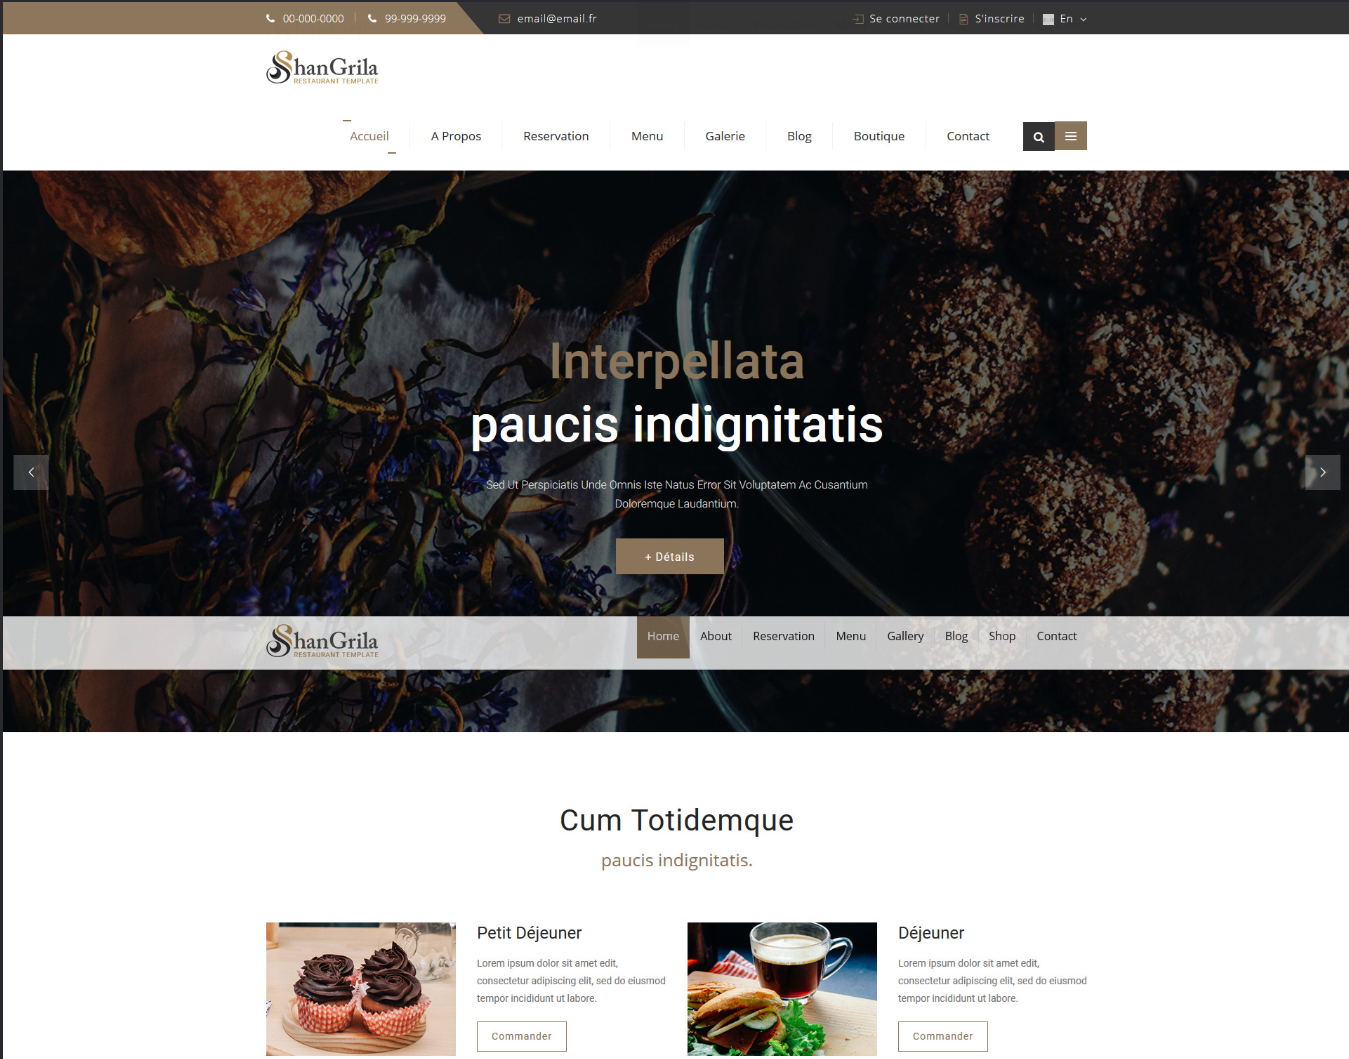 00-000-0000 99-999-9999 email@email.fr Se connecter S'inscrire En
ShanGrila
RESTAURANT TEMPLATE
Accueil A Propos Reservation Menu Galerie Blog Boutique Contact
Interpellata
paucis indignitatis
Sed Ut Perspiciatis Unde Omnis Iste Natus Error Sit Voluptatem Ac Cusantium
Doloremque Laudantium.
+ Détails
ShanGrila
RESTAURANT TEMPLATE
Home About Reservation Menu Gallery Blog Shop Contact
Cum Totidemque
paucis indignitatis.
Petit Déjeuner
Lorem ipsum dolor sit amet edit,
consectetur adipiscing elit, sed do eiusmod
tempor incididunt ut labore.
Commander
Déjeuner
Lorem ipsum dolor sit amet edit,
consectetur adipiscing elit, sed do eiusmod
tempor incididunt ut labore.
Commander